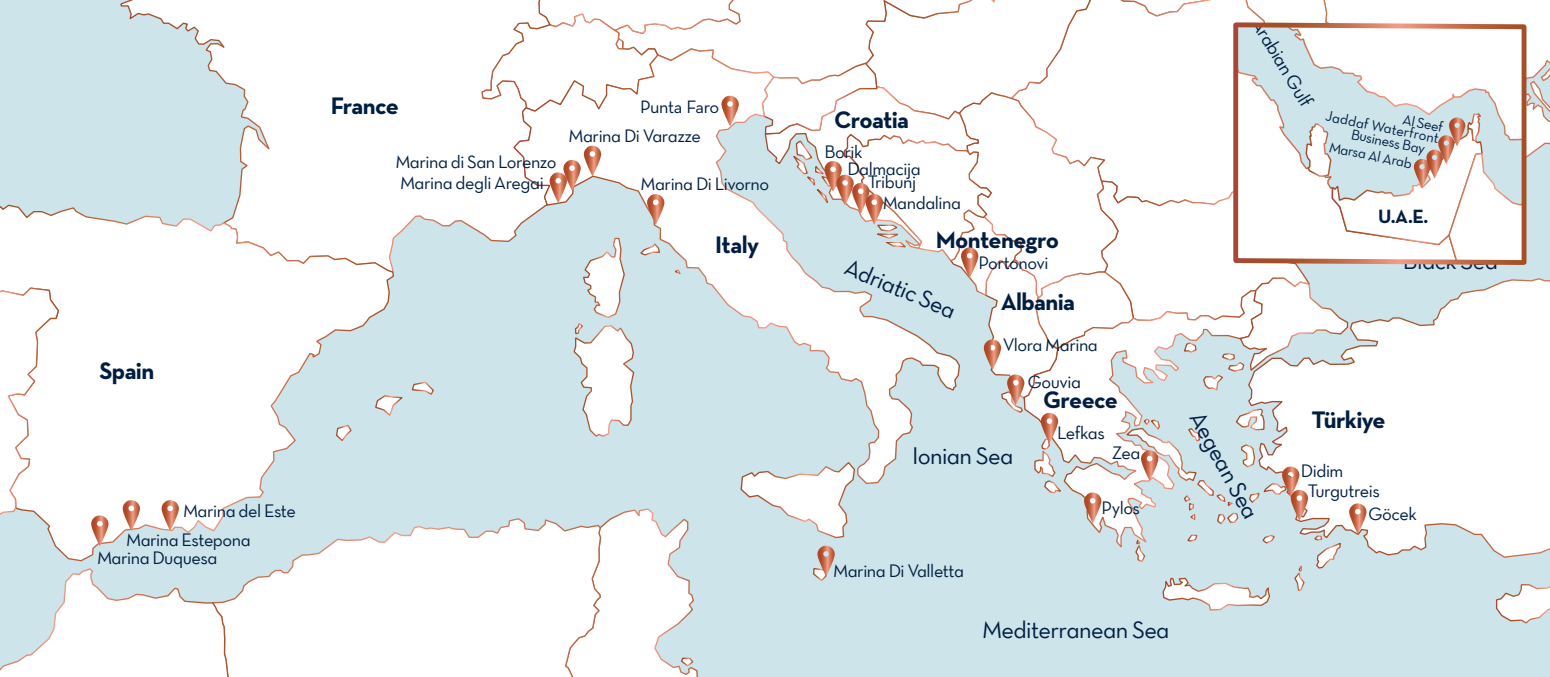 France
Punta Faro
Marina Di Varazze
Marina di San Lorenzo
Marina degli Aregai
Marina Di Livorno
Italy
Croatia
Borik
Dalmacija
Tribunj
Mandalina
Montenegro
Portonovi
Adriatic Sea
Albania
Vlora Marina
Gouvia
Greece
Lefkas
Zea
Pylos
Ionian Sea
Aegean Sea
Türkiye
Didim
Turgutreis
Göcek
Spain
Marina del Este
Marina Estepona
Marina Duquesa
Marina Di Valletta
Mediterranean Sea
Black Sea
Arabian Gulf
Al Seef
Jaddaf Waterfront
Business Bay
Marsa Al Arab
U.A.E.